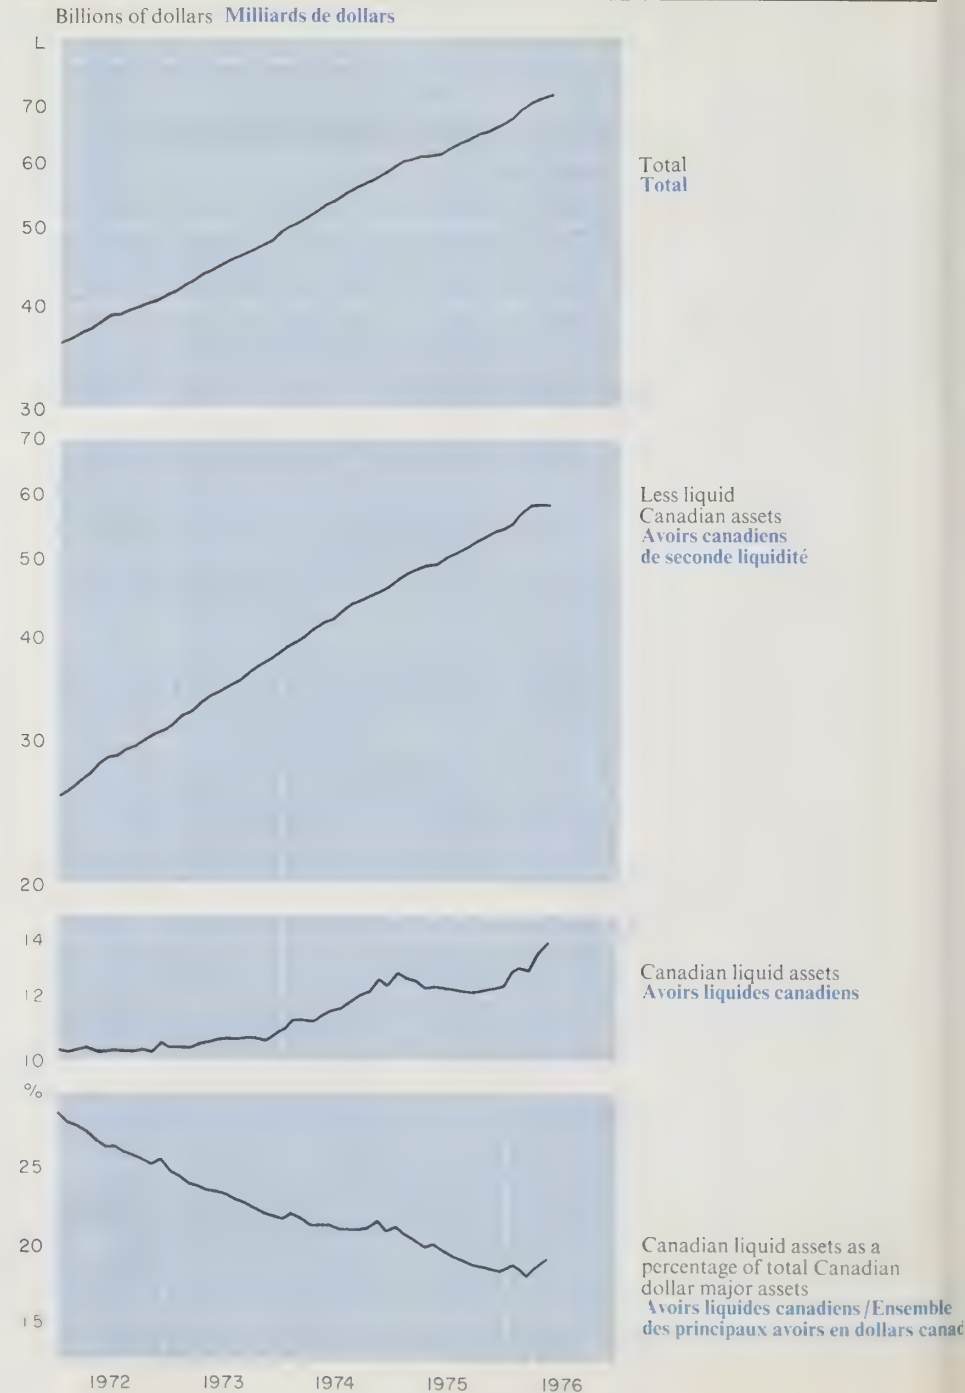 Billions of dollars Milliards de dollars
L
70
60
50
40
30
Total
Total
70
60
50
40
30
20
Less liquid
Canadian assets
Avoirs canadiens
de seconde liquidité
14
12
10
Canadian liquid assets
Avoirs liquides canadiens
%
25
20
15
Canadian liquid assets as a
percentage of total Canadian
dollar major assets
Avoirs liquides canadiens/Ensemble
des principaux avoirs en dollars canad
1972 1973 1974 1975 1976